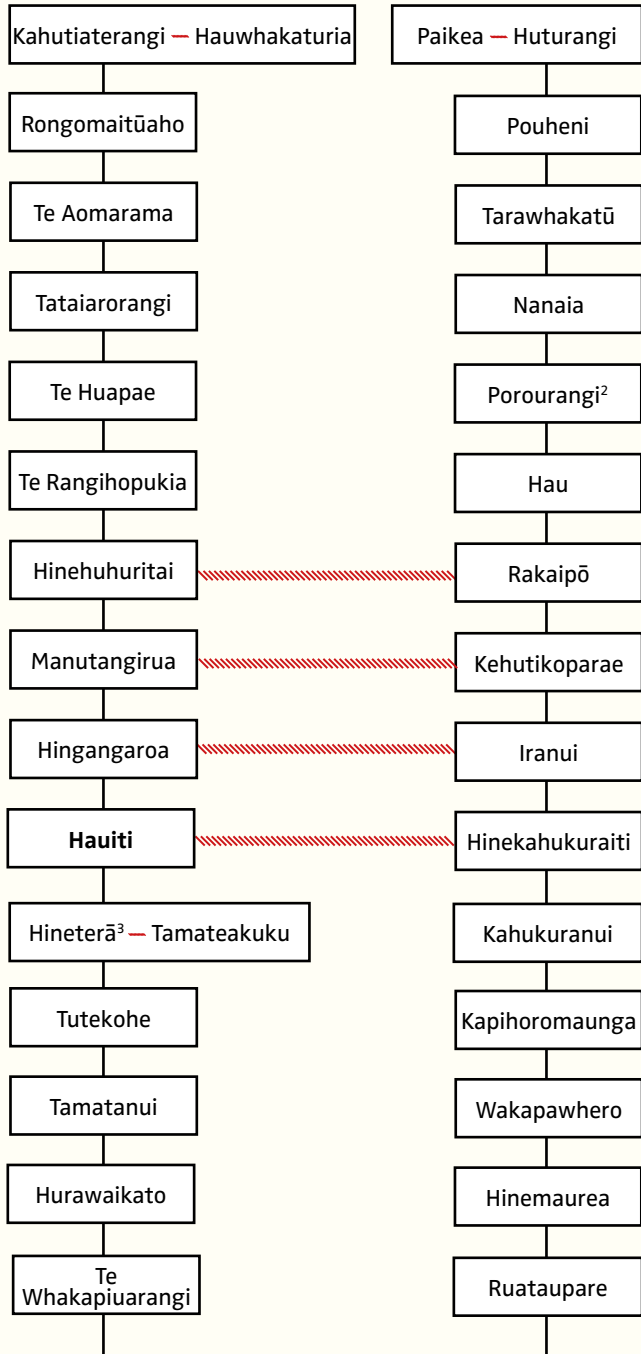 Kahutiaterangi — Hauwhakaturia
Rongomaitūaho
Te Aomarama
Tataiarorangi
Te Huapae
Te Rangihopukia
Hinehuhuritai
Manutangirua
Hingangaroa
Hauiti
Hineterā³ — Tamateakuku
Tutekohe
Tamatanui
Hurawaikato
Te
Whakapiuarangi
Paikea — Huturangi
Pouheni
Tarawhakatū
Nanaia
Porourangi²
Hau
Rakaipō
Kehutikoparae
Iranui
Hinekahukuraiti
Kahukuranui
Kapihoromaunga
Wakapawhero
Hinemaurea
Ruataupare